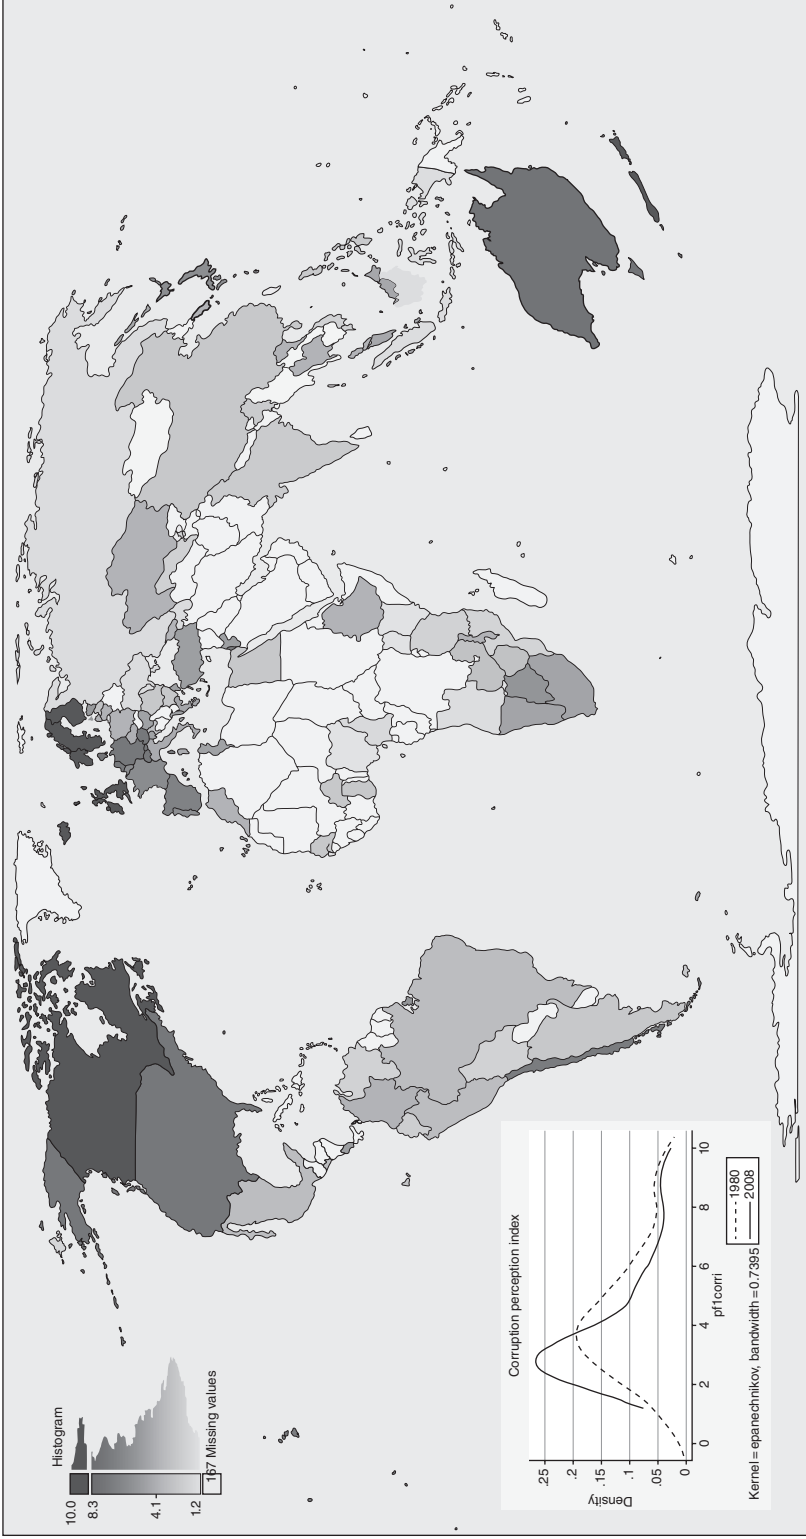 Histogram
10.0
8.3
4.1
1.2
167 Missing values
Corruption perception index
.25
.2
.15
.1
.05
0
Density
0 2 4 6 8 10
pf1corri
1980
2008
Kernel = epanechnikov, bandwidth = 0.7395